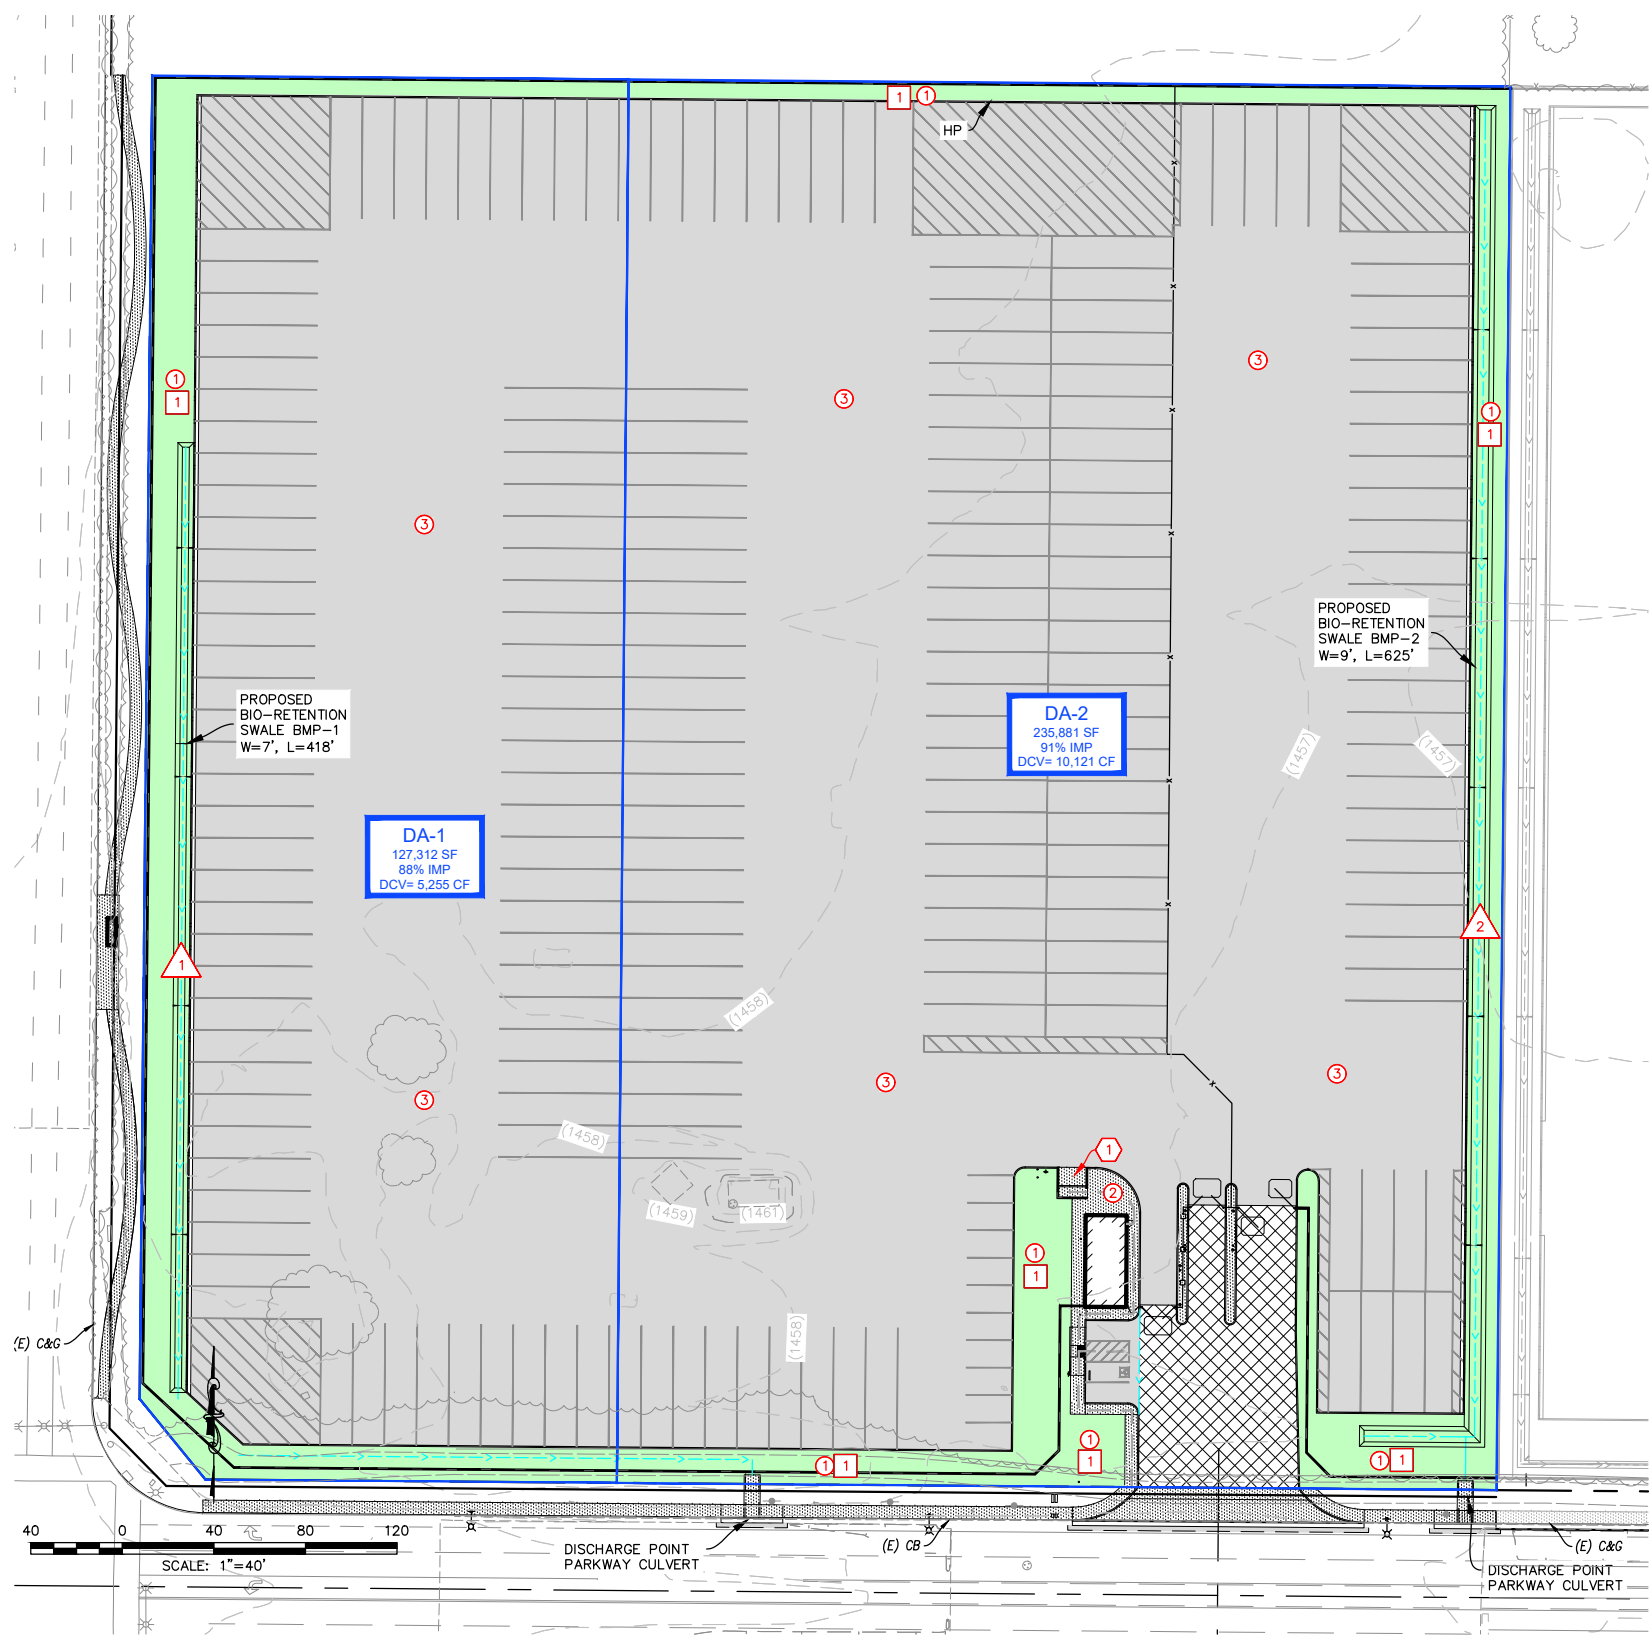 1
1
HP
3
1
1
3
1
1
3
PROPOSED
BIO-RETENTION
SWALE BMP-2
W=9', L=625'
PROPOSED
BIO-RETENTION
SWALE BMP-1
W=7', L=418'
DA-2
235,881 SF
91% IMP
DCV= 10,121 CF
(1457)
(1457)
DA-1
127,312 SF
88% IMP
DCV= 5,255 CF
2
1
(1458)
3
3
3
(1458)
1
2
(1459)
(1461)
1
1
(1458)
(E) C&G
1
1
1
1
1
1
40 0 40 80 120
SCALE: 1"=40'
DISCHARGE POINT
PARKWAY CULVERT
(E) CB
(E) C&G
DISCHARGE POINT
PARKWAY CULVERT